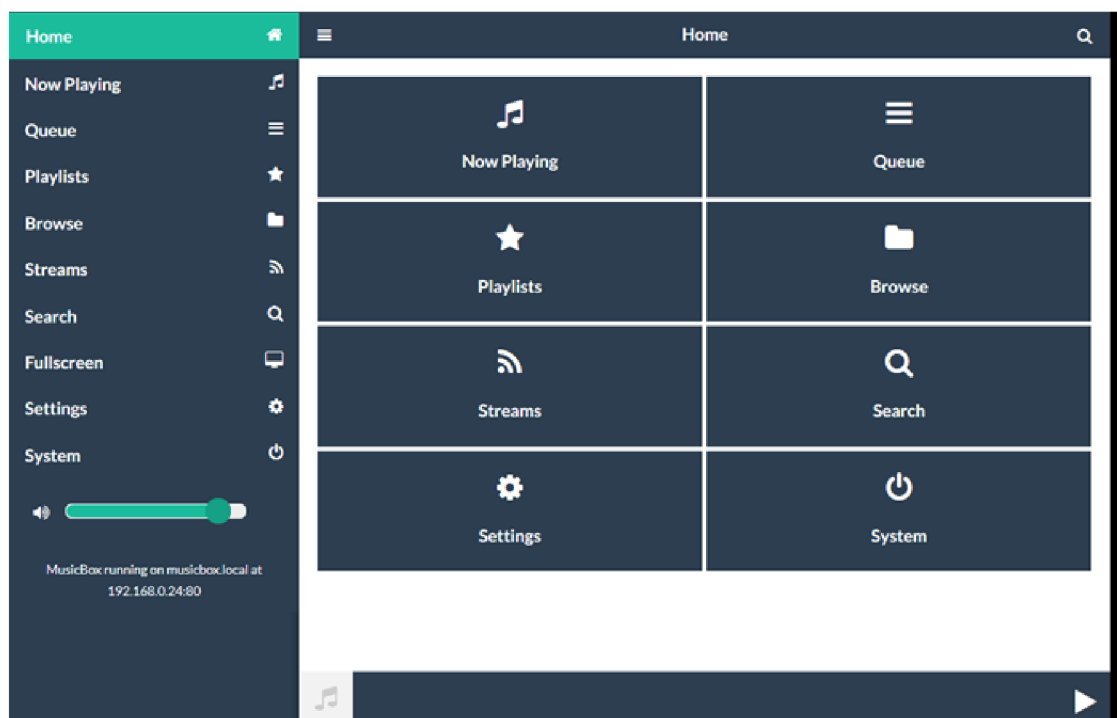 Home
Now Playing
Queue
Playlists
Browse
Streams
Search
Fullscreen
Settings
System
MusicBox running on musicbox.local at
192.168.0.24:80
Home
Now Playing
Queue
Playlists
Browse
Streams
Search
Settings
System